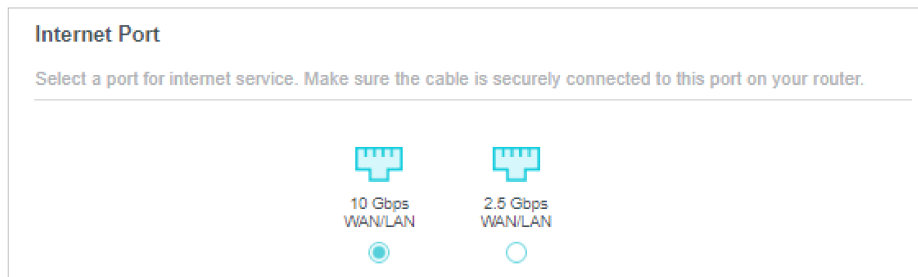 Internet Port
Select a port for internet service. Make sure the cable is securely connected to this port on your router.
10 Gbps
WAN/LAN
2.5 Gbps
WAN/LAN